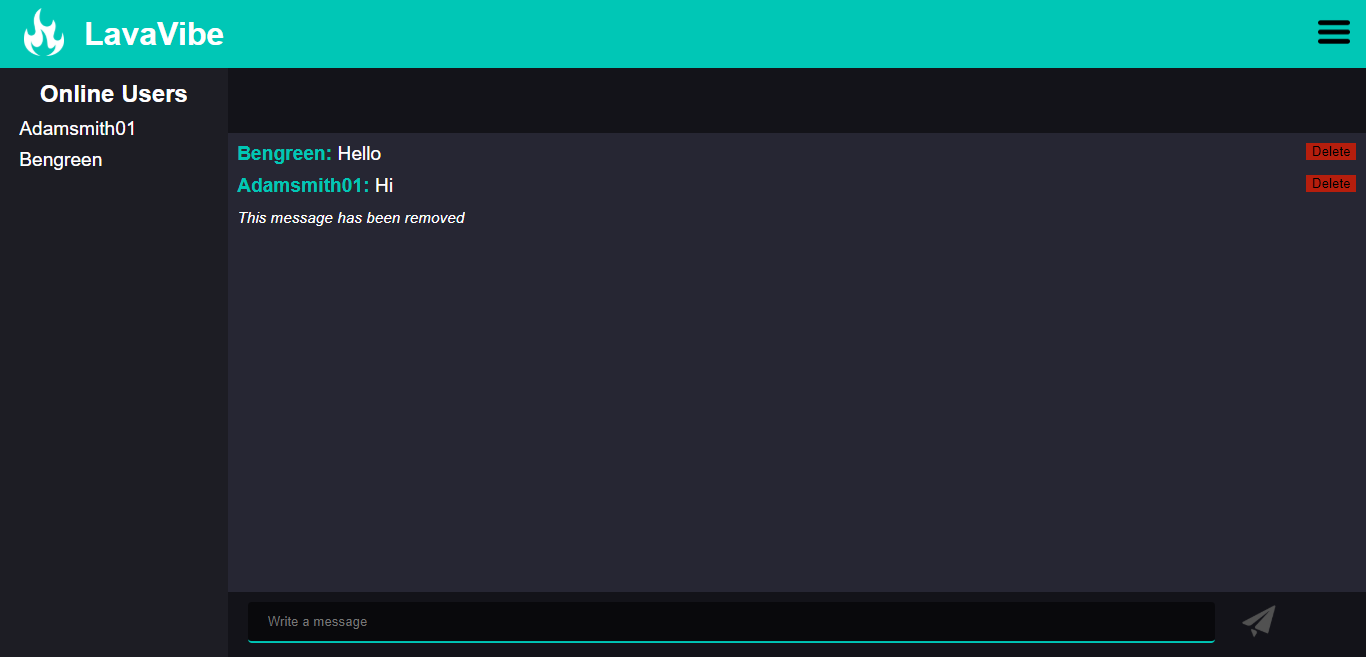 LavaVibe
Online Users
Adamsmith01
Bengreen
Bengreen: Hello
Delete
Adamsmith01: Hi
Delete
This message has been removed
Write a message